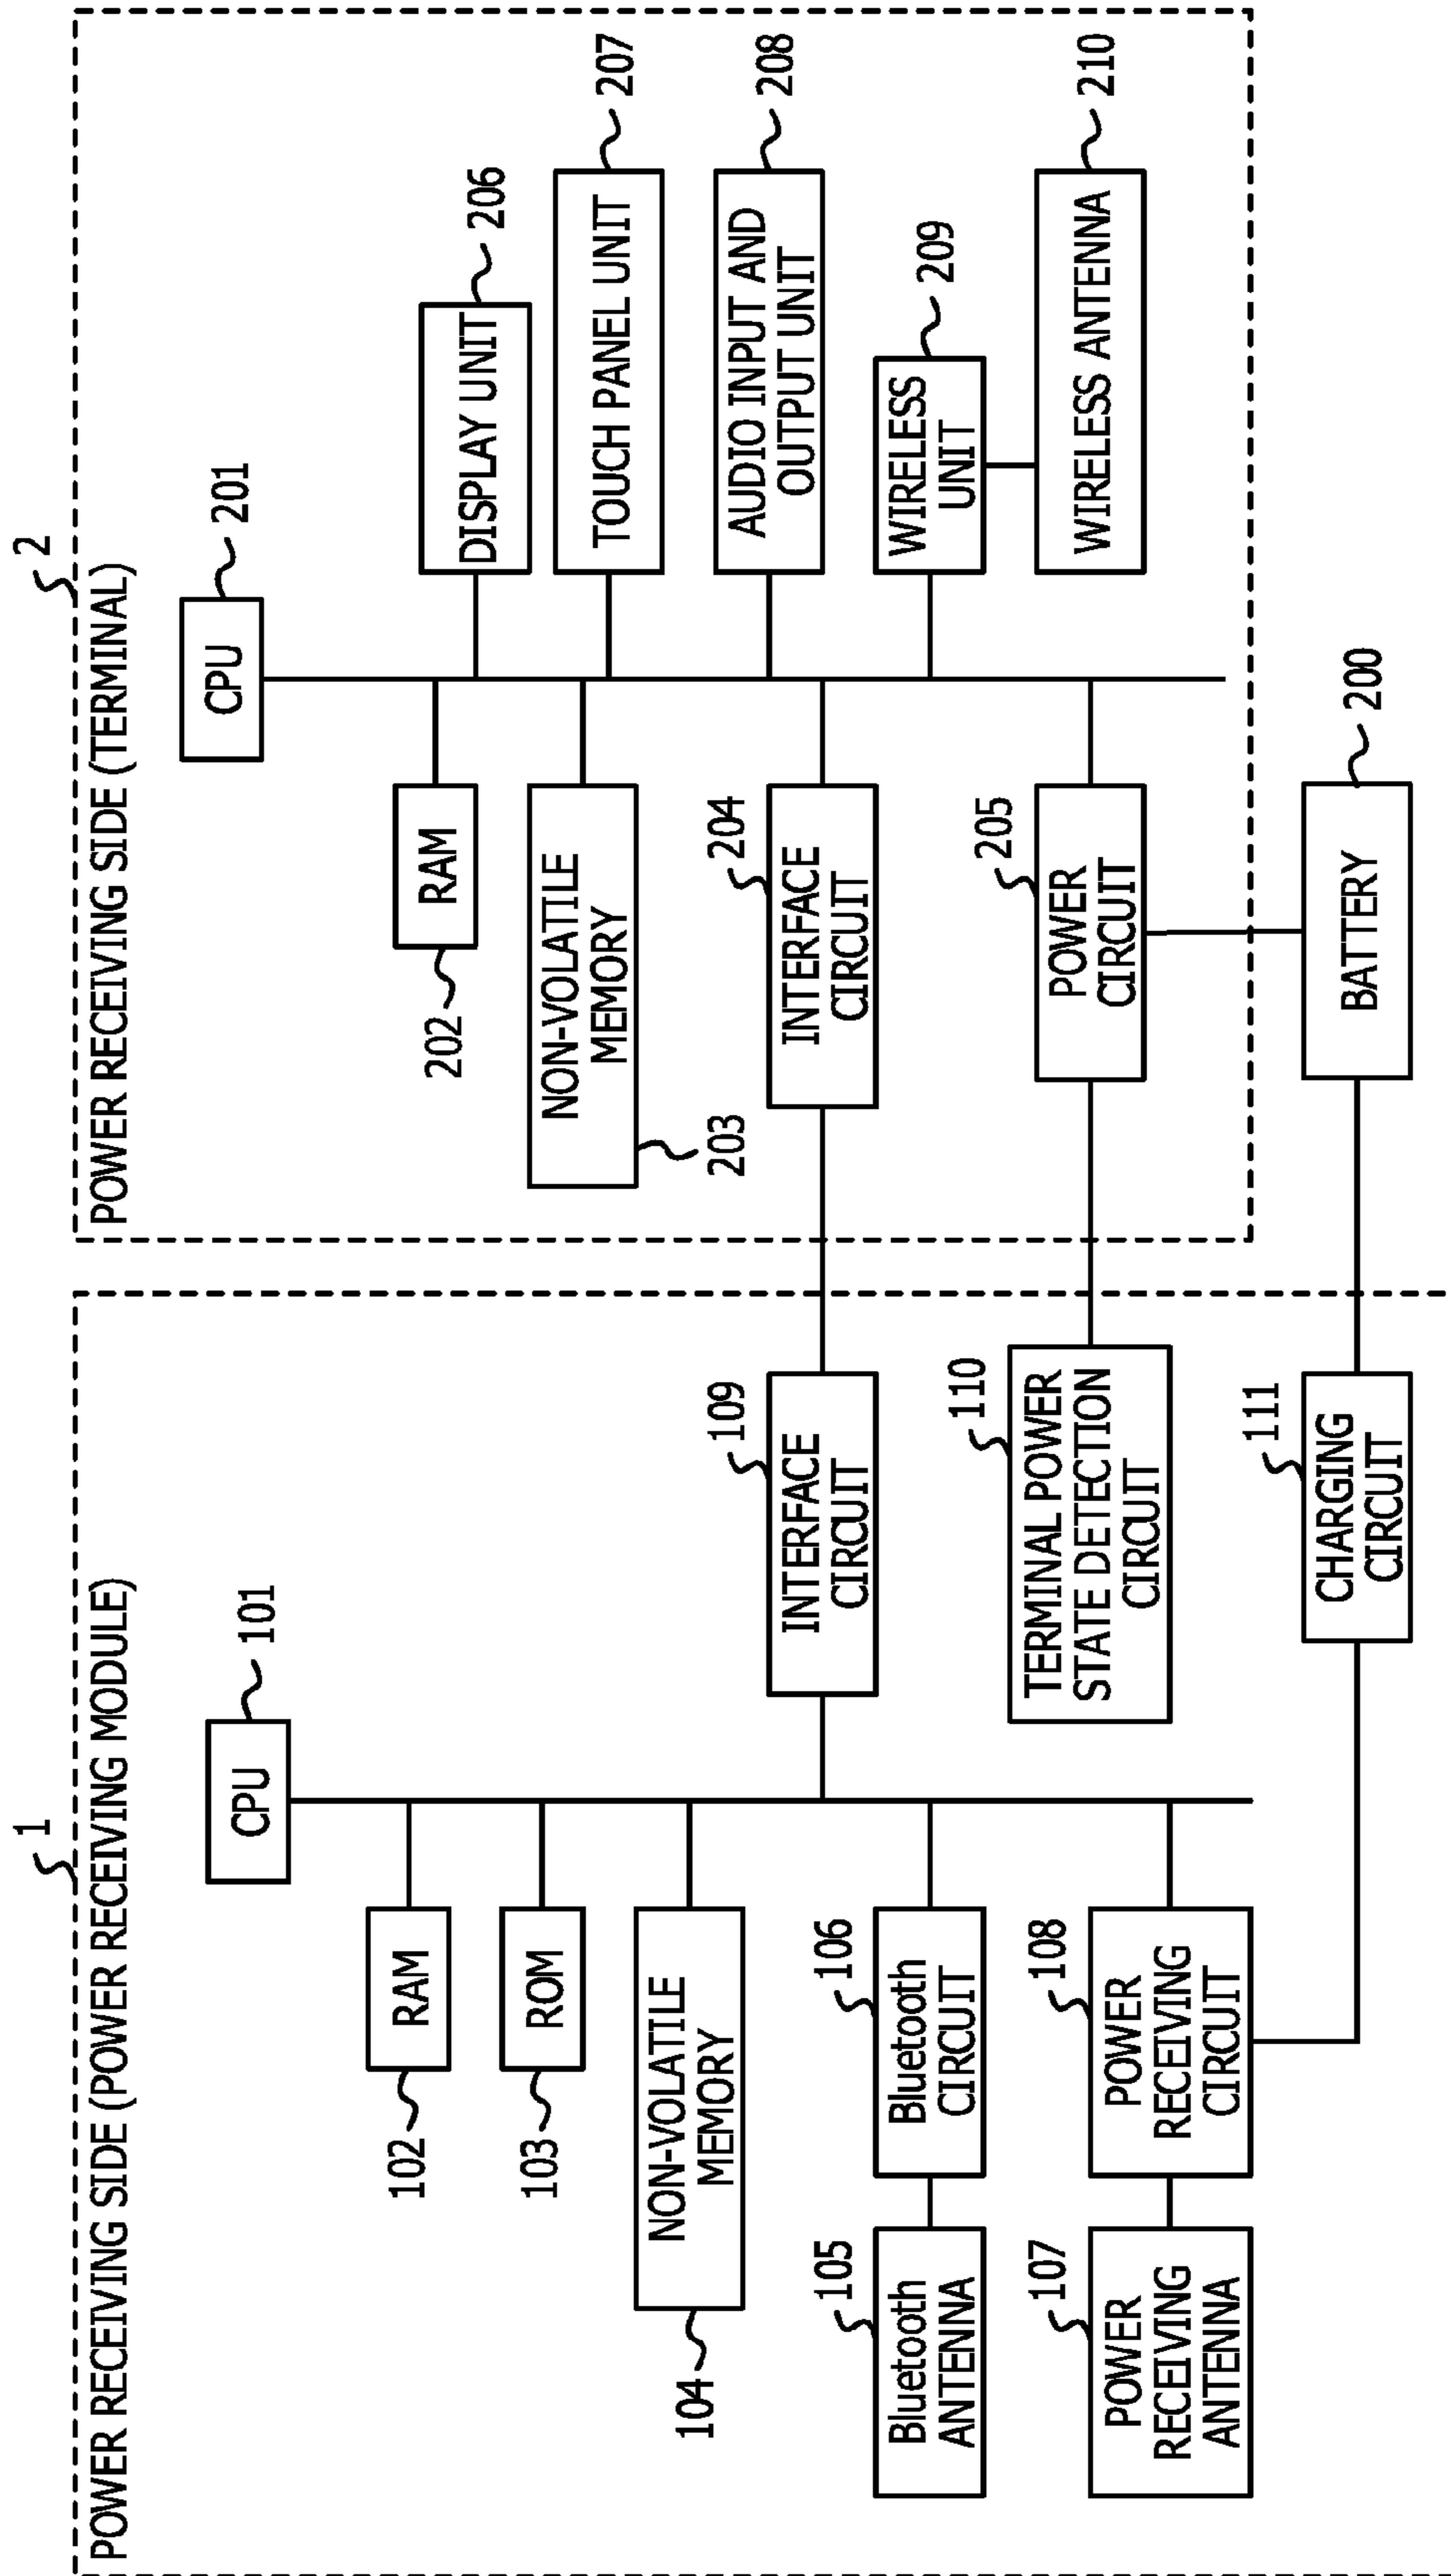 1
POWER RECEIVING SIDE (POWER RECEIVING MODULE)
CPU
101
RAM
102
ROM
103
NON-VOLATILE
MEMORY
104
Bluetooth
ANTENNA
105
Bluetooth
CIRCUIT
106
POWER
RECEIVING
ANTENNA
107
POWER
RECEIVING
CIRCUIT
108
INTERFACE
CIRCUIT
109
TERMINAL POWER
STATE DETECTION
CIRCUIT
110
CHARGING
CIRCUIT
111
2
POWER RECEIVING SIDE (TERMINAL)
CPU
201
RAM
202
NON-VOLATILE
MEMORY
203
INTERFACE
CIRCUIT
204
POWER
CIRCUIT
205
DISPLAY UNIT
206
TOUCH PANEL UNIT
207
AUDIO INPUT AND
OUTPUT UNIT
208
WIRELESS
UNIT
209
WIRELESS ANTENNA
210
BATTERY
200